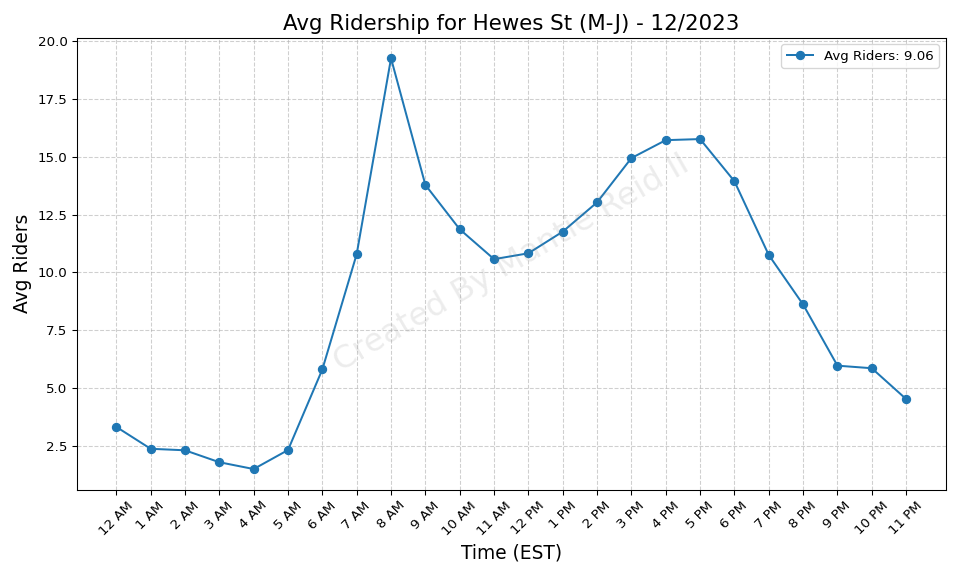 Avg Ridership for Hewes St (M-J) - 12/2023
Avg Riders: 9.06
Avg Riders
20.0
17.5
15.0
12.5
10.0
7.5
5.0
2.5
Created By Mantie Reid II
12 AM
1 AM
2 AM
3 AM
4 AM
5 AM
6 AM
7 AM
8 AM
9 AM
10 AM
11 AM
12 PM
1 PM
2 PM
3 PM
4 PM
5 PM
6 PM
7 PM
8 PM
9 PM
10 PM
11 PM
Time (EST)